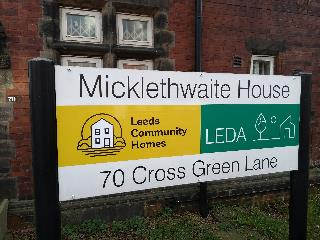 Micklethwaite House
Leeds
Community
Homes
LEDA
70 Cross Green Lane